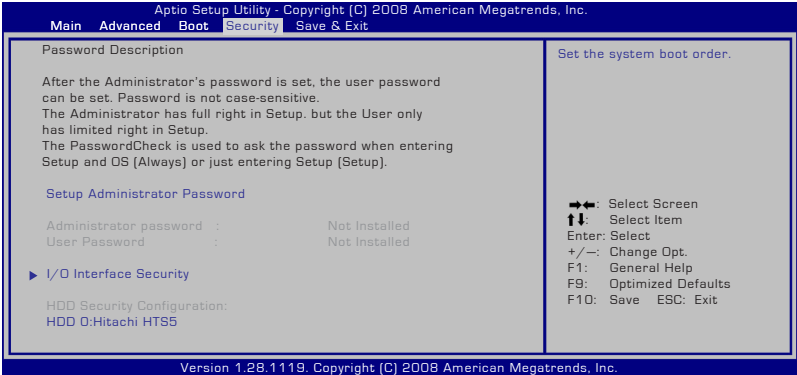 Aptio Setup Utility - Copyright (C) 2008 American Megatrends, Inc.
Main Advanced Boot Security Save & Exit
Password Description
After the Administrator's password is set, the user password
can be set. Password is not case-sensitive.
The Administrator has full right in Setup. but the User only
has limited right in Setup.
The PasswordCheck is used to ask the password when entering
Setup and OS (Always) or just entering Setup (Setup).
Setup Administrator Password
Administrator password : Not Installed
User Password : Not Installed
I/O Interface Security
HDD Security Configuration:
HDD 0:Hitachi HTS5
Set the system boot order.
→←: Select Screen
↑↓: Select Item
Enter: Select
+/—: Change Opt.
F1: General Help
F9: Optimized Defaults
F10: Save ESC: Exit
Version 1.28.1119. Copyright (C) 2008 American Megatrends, Inc.